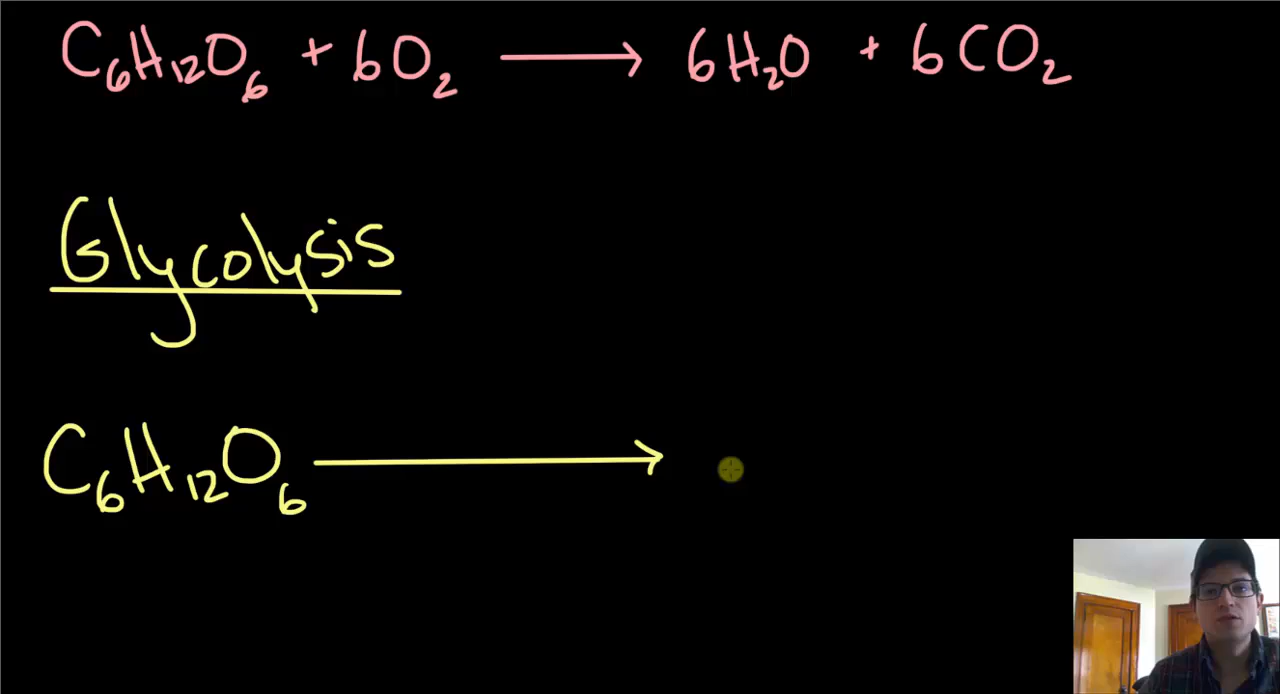 C₆H₁₂O₆ + 6O₂ → 6H₂O + 6CO₂
Glycolysis
C₆H₁₂O₆ →